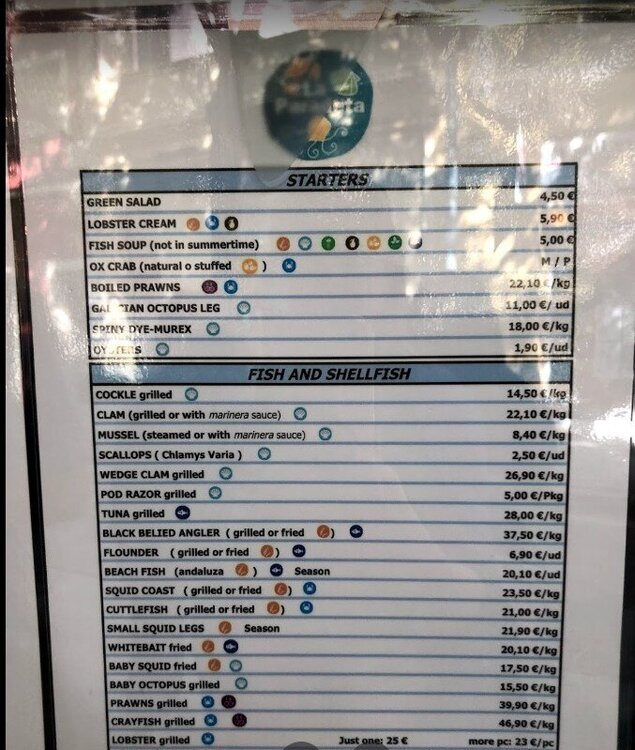 La
STARTERS
GREEN SALAD 4,50 €
LOBSTER CREAM 5,90 €
FISH SOUP (not in summertime) 5,00 €
OX CRAB (natural o stuffed ) M / P
BOILED PRAWNS 22,10 €/kg
GALICIAN OCTOPUS LEG 11,00 €/ ud
SPINY DYE-MUREX 18,00 €/kg
OYSTERS 1,90 €/ud
FISH AND SHELLFISH
COCKLE grilled 14,50 €/kg
CLAM (grilled or with marinera sauce) 22,10 €/kg
MUSSEL (steamed or with marinera sauce) 8,40 €/kg
SCALLOPS ( Chlamys Varia ) 2,50 €/ud
WEDGE CLAM grilled 26,90 €/kg
POD RAZOR grilled 5,00 €/Pkg
TUNA grilled 28,00 €/kg
BLACK BELIED ANGLER ( grilled or fried ) 37,50 €/kg
FLOUNDER ( grilled or fried ) 6,90 €/ud
BEACH FISH (andaluza ) Season 20,10 €/ud
SQUID COAST ( grilled or fried ) 23,50 €/kg
CUTTLEFISH ( grilled or fried ) 21,00 €/kg
SMALL SQUID LEGS Season 21,90 €/kg
WHITEBAIT fried 20,10 €/kg
BABY SQUID fried 17,50 €/kg
BABY OCTOPUS grilled 15,50 €/kg
PRAWNS grilled 39,90 €/kg
CRAYFISH grilled 46,90 €/kg
LOBSTER grilled Just one: 25 € more pc: 23 €/pc